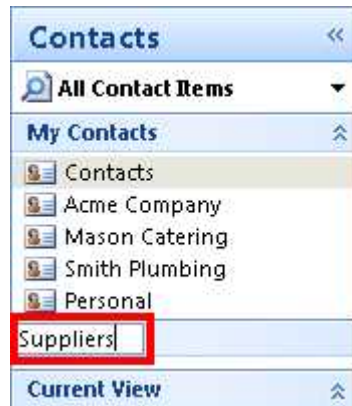 Contacts
All Contact Items
My Contacts
Contacts
Acme Company
Mason Catering
Smith Plumbing
Personal
Suppliers
Current View